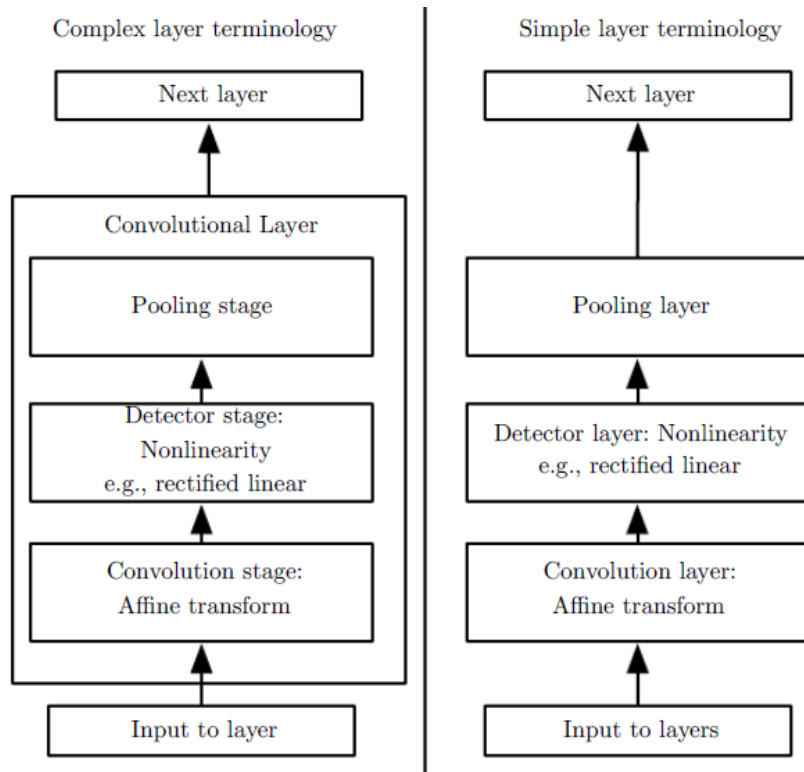 Complex layer terminology
Next layer
Convolutional Layer
Pooling stage
Detector stage:
Nonlinearity
e.g., rectified linear
Convolution stage:
Affine transform
Input to layer
Simple layer terminology
Next layer
Pooling layer
Detector layer: Nonlinearity
e.g., rectified linear
Convolution layer:
Affine transform
Input to layers